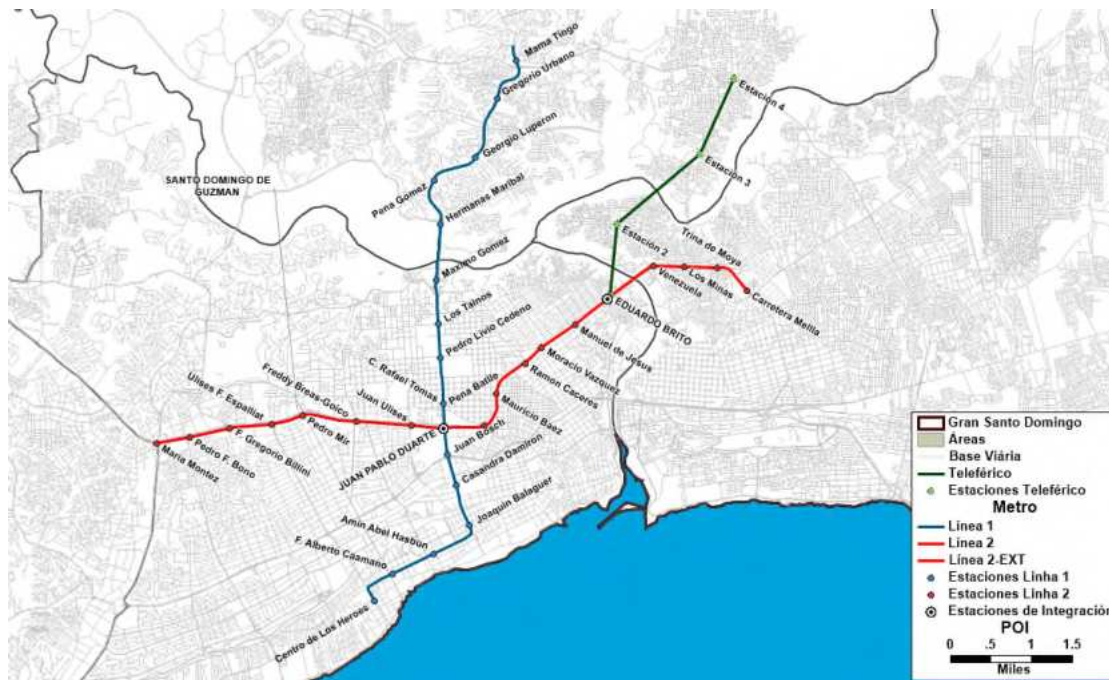 Mama Tingo
Gregorio Urbano
Georgio Luperon
Pena Gomez
Hermanas Maribal
Maximo Gomez
Los Tainos
Pedro Livio Cedeno
C. Rafael Tomas
Pena Batlle
SANTO DOMINGO DE
GUZMAN
Estación 4
Estación 3
Estación 2
Trina de Moya
Venezuela
Los Minas
Carretera Mella
EDUARDO BRITO
Manuel de Jesus
Moracio Vazquez
Ramon Caceres
Mauricio Baez
Juan Bosch
Freddy Breas-Goico
Juan Ulises
Ulises F. Espaillat
Pedro Mir
F. Gregorio Billini
Pedro F. Bono
Maria Montez
JUAN PABLO DUARTE
Casandra Damiron
Joaquin Balaguer
Amin Abel Hasbun
F. Alberto Caamano
Centro de Los Heroes
Gran Santo Domingo
Áreas
Base Viária
Teleférico
Estaciones Teleférico
Metro
Línea 1
Línea 2
Línea 2-EXT
Estaciones Linha 1
Estaciones Linha 2
Estaciones de Integración
POI
0 .5 1 1.5
Miles